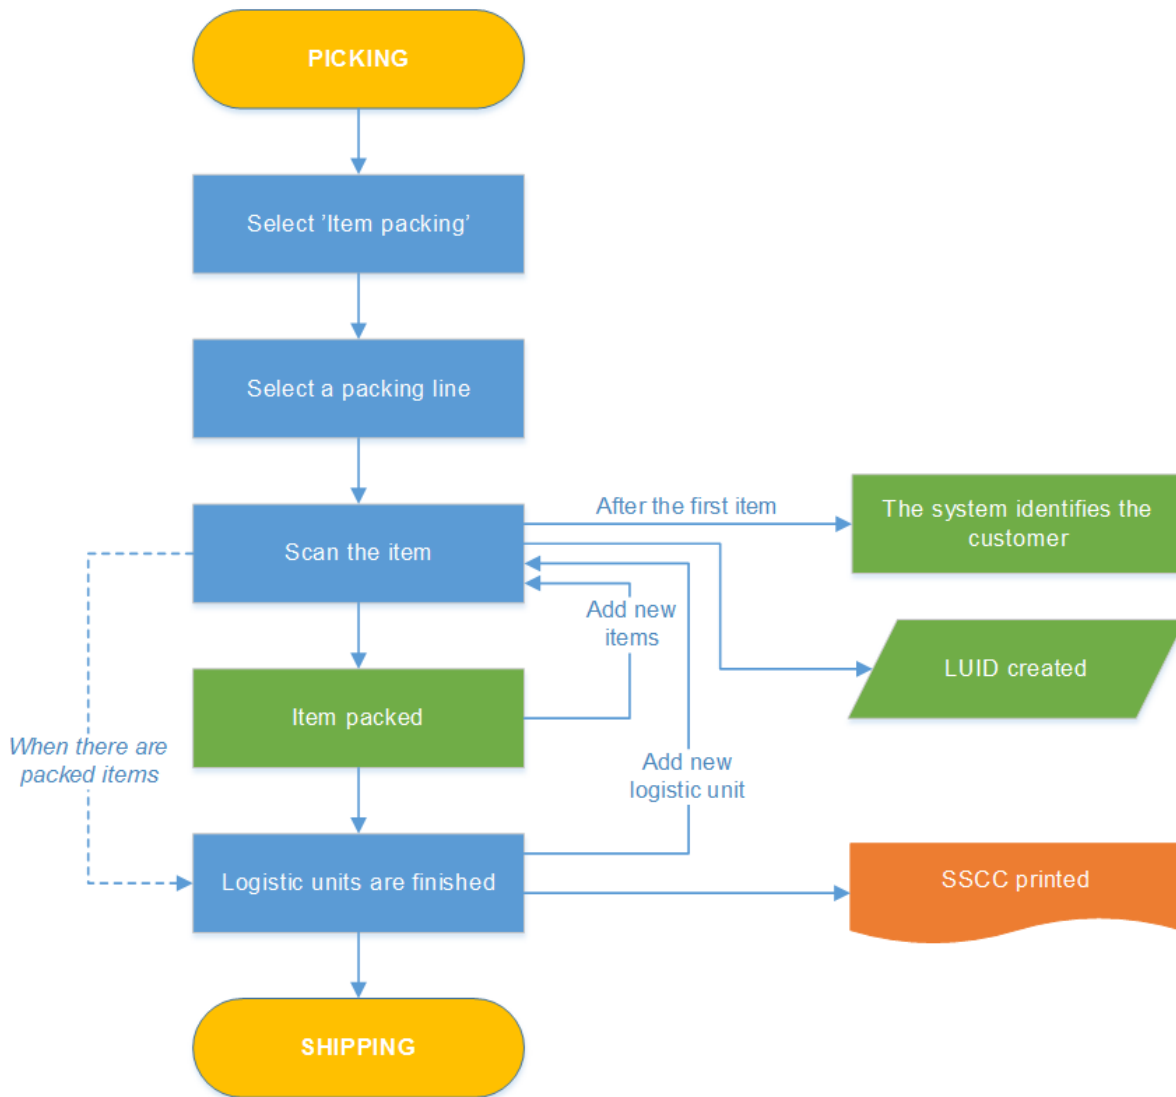 PICKING
Select ’Item packing’
Select a packing line
Scan the item
After the first item
The system identifies the
customer
Add new
items
LUID created
Item packed
When there are
packed items
Add new
logistic unit
Logistic units are finished
SSCC printed
SHIPPING